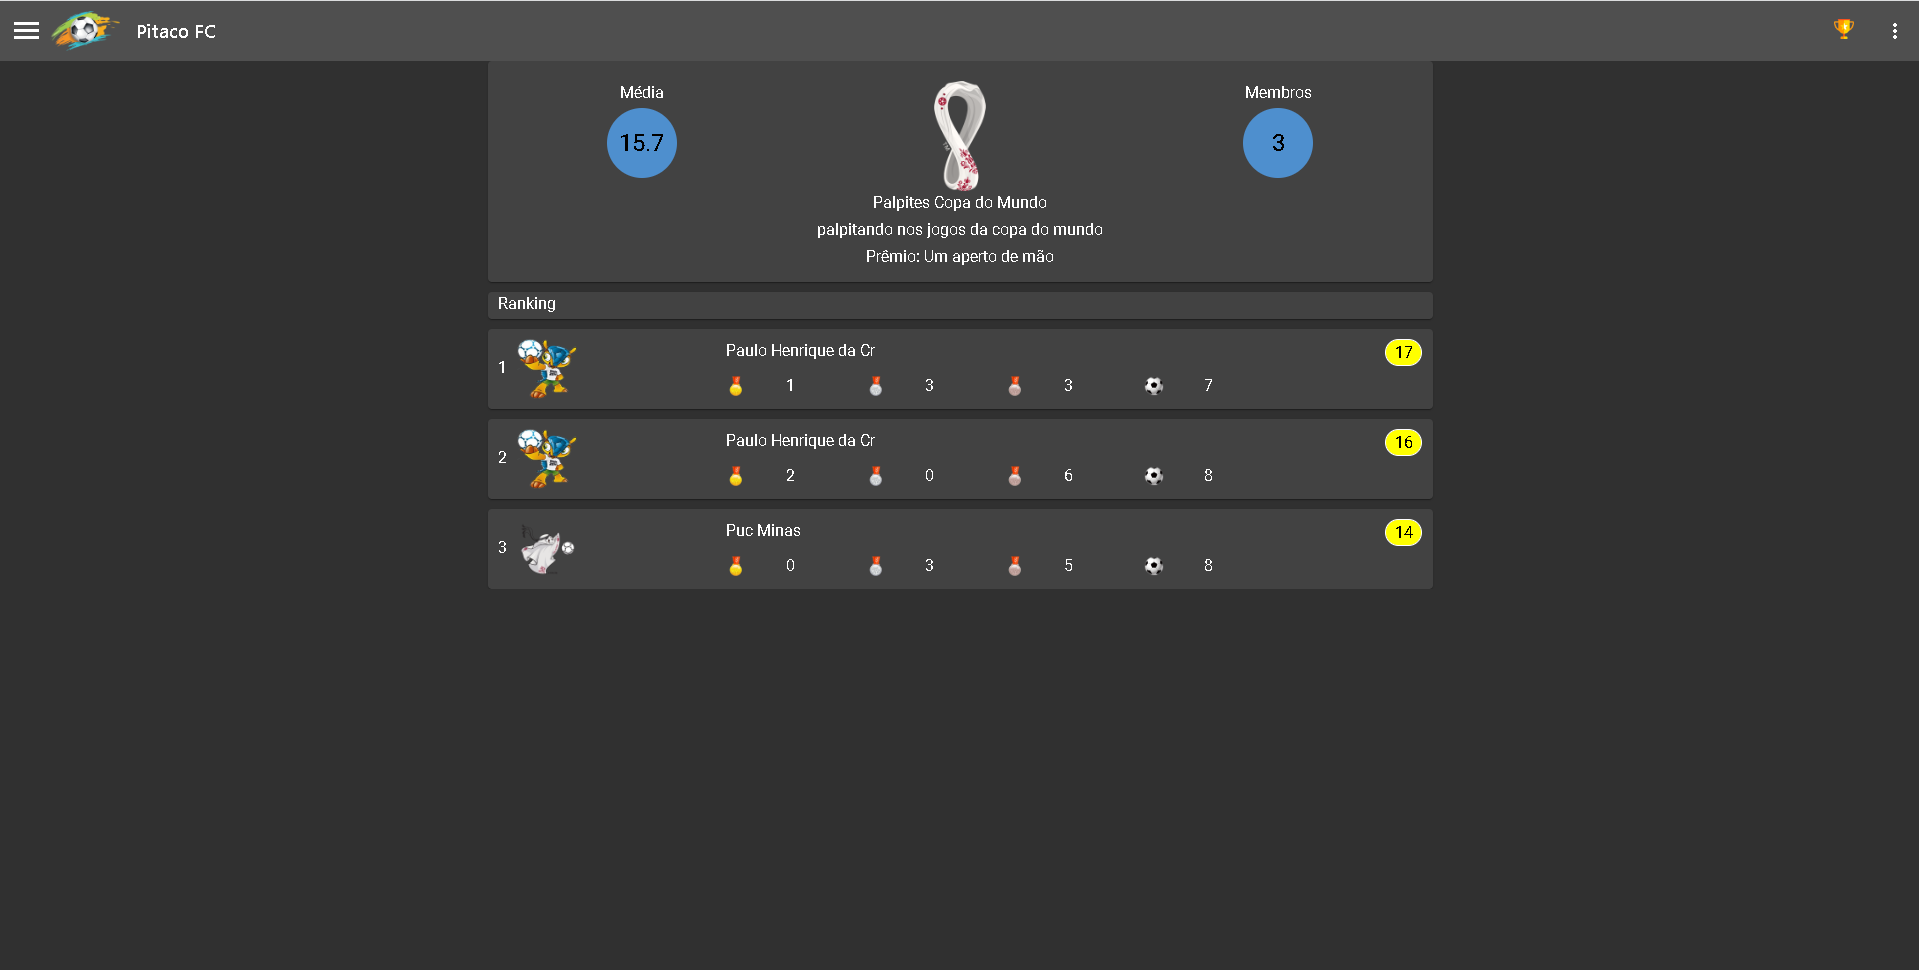 Pitaco FC
Média
Membros
15.7
3
Palpites Copa do Mundo
palpitando nos jogos da copa do mundo
Prêmio: Um aperto de mão
Ranking
1
Paulo Henrique da Cr
17
1 3 3 7
2
Paulo Henrique da Cr
16
2 0 6 8
3
Puc Minas
14
0 3 5 8